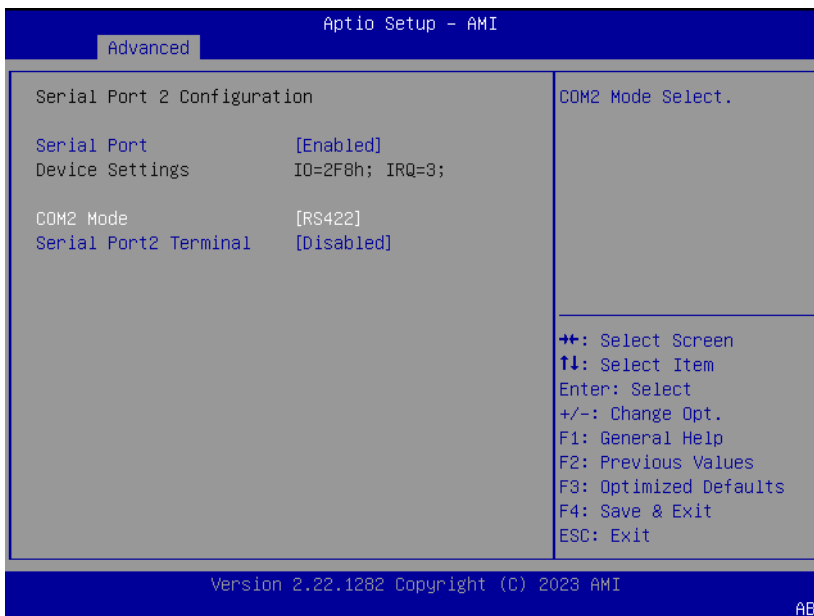 Aptio Setup – AMI
Advanced
Serial Port 2 Configuration
Serial Port [Enabled]
Device Settings IO=2F8h; IRQ=3;
COM2 Mode [RS422]
Serial Port2 Terminal [Disabled]
COM2 Mode Select.
→←: Select Screen
↑↓: Select Item
Enter: Select
+/-: Change Opt.
F1: General Help
F2: Previous Values
F3: Optimized Defaults
F4: Save & Exit
ESC: Exit
Version 2.22.1282 Copyright (C) 2023 AMI
AB